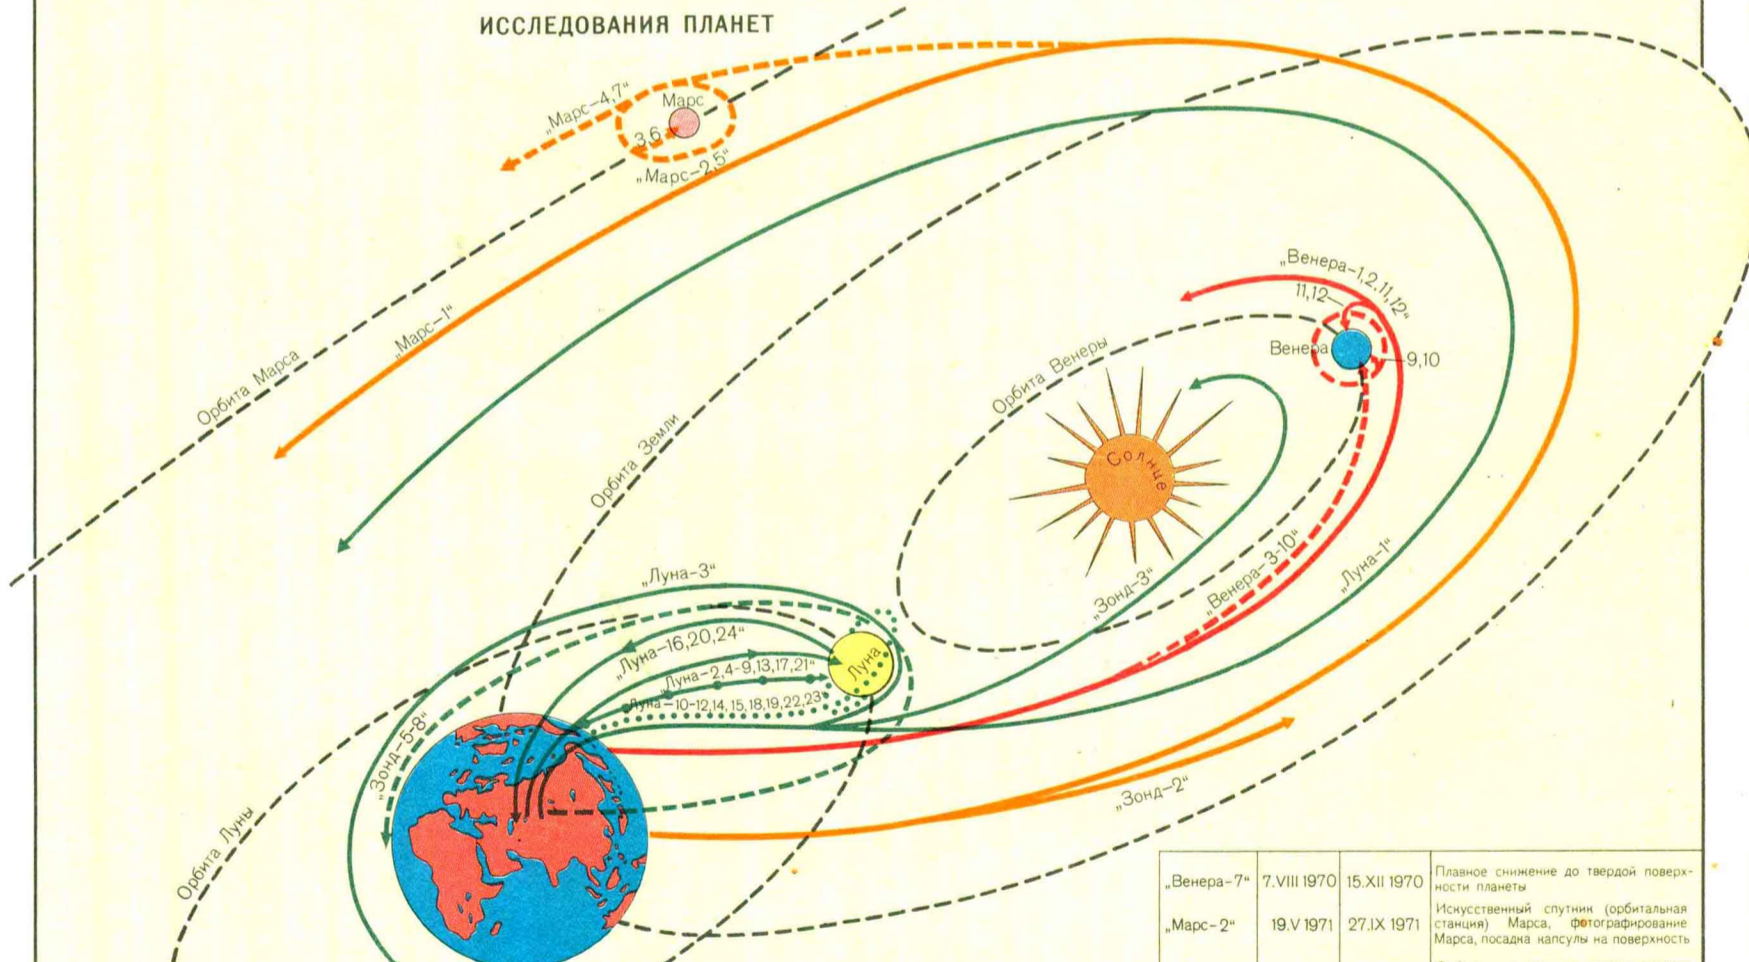 ИССЛЕДОВАНИЯ ПЛАНЕТ
„Марс-4,7“
Марс
3,6
„Марс-2,5“
„Марс-1“
Орбита Марса
Орбита Земли
„Венера-1,2.11,12“
11,12
Венера
9,10
Орбита Венеры
Солнце
„Луна-3“
„Зонд-3“
„Венера-3-10“
„Луна-1“
„Луна-16,20,24“
„Луна-2,4-9,13,17,21“
„Луна-10-12,14,15,18,19,22,23“
Луна
„Зонд-5-8“
„Зонд-2“
Орбита Луны
„Венера-7“ 7.VIII 1970 15.XII 1970 Плавное снижение до твердой поверх-
ности планеты
„Марс-2“ 19.V 1971 27.IX 1971 Искусственный спутник (орбитальная
станция) Марса, фотографирование
Марса, посадка капсулы на поверхность